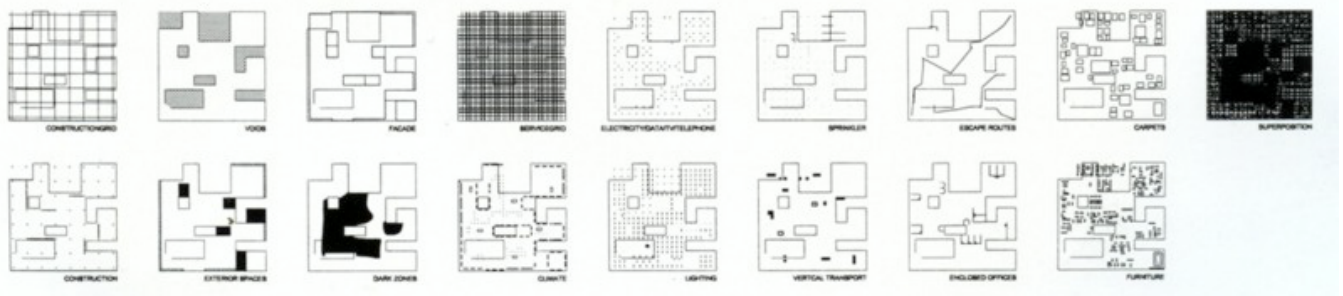 CONSTRUCTIONGRID
VOIDS
FACADE
SERVICEGRID
ELECTRICITY/DATA/TV/TELEPHONE
SPRINKLER
ESCAPE ROUTES
CARPETS
SUPERPOSITION
CONSTRUCTION
EXTERIOR SPACES
DARK ZONES
CLIMATE
LIGHTING
VERTICAL TRANSPORT
ENCLOSED OFFICES
FURNITURE